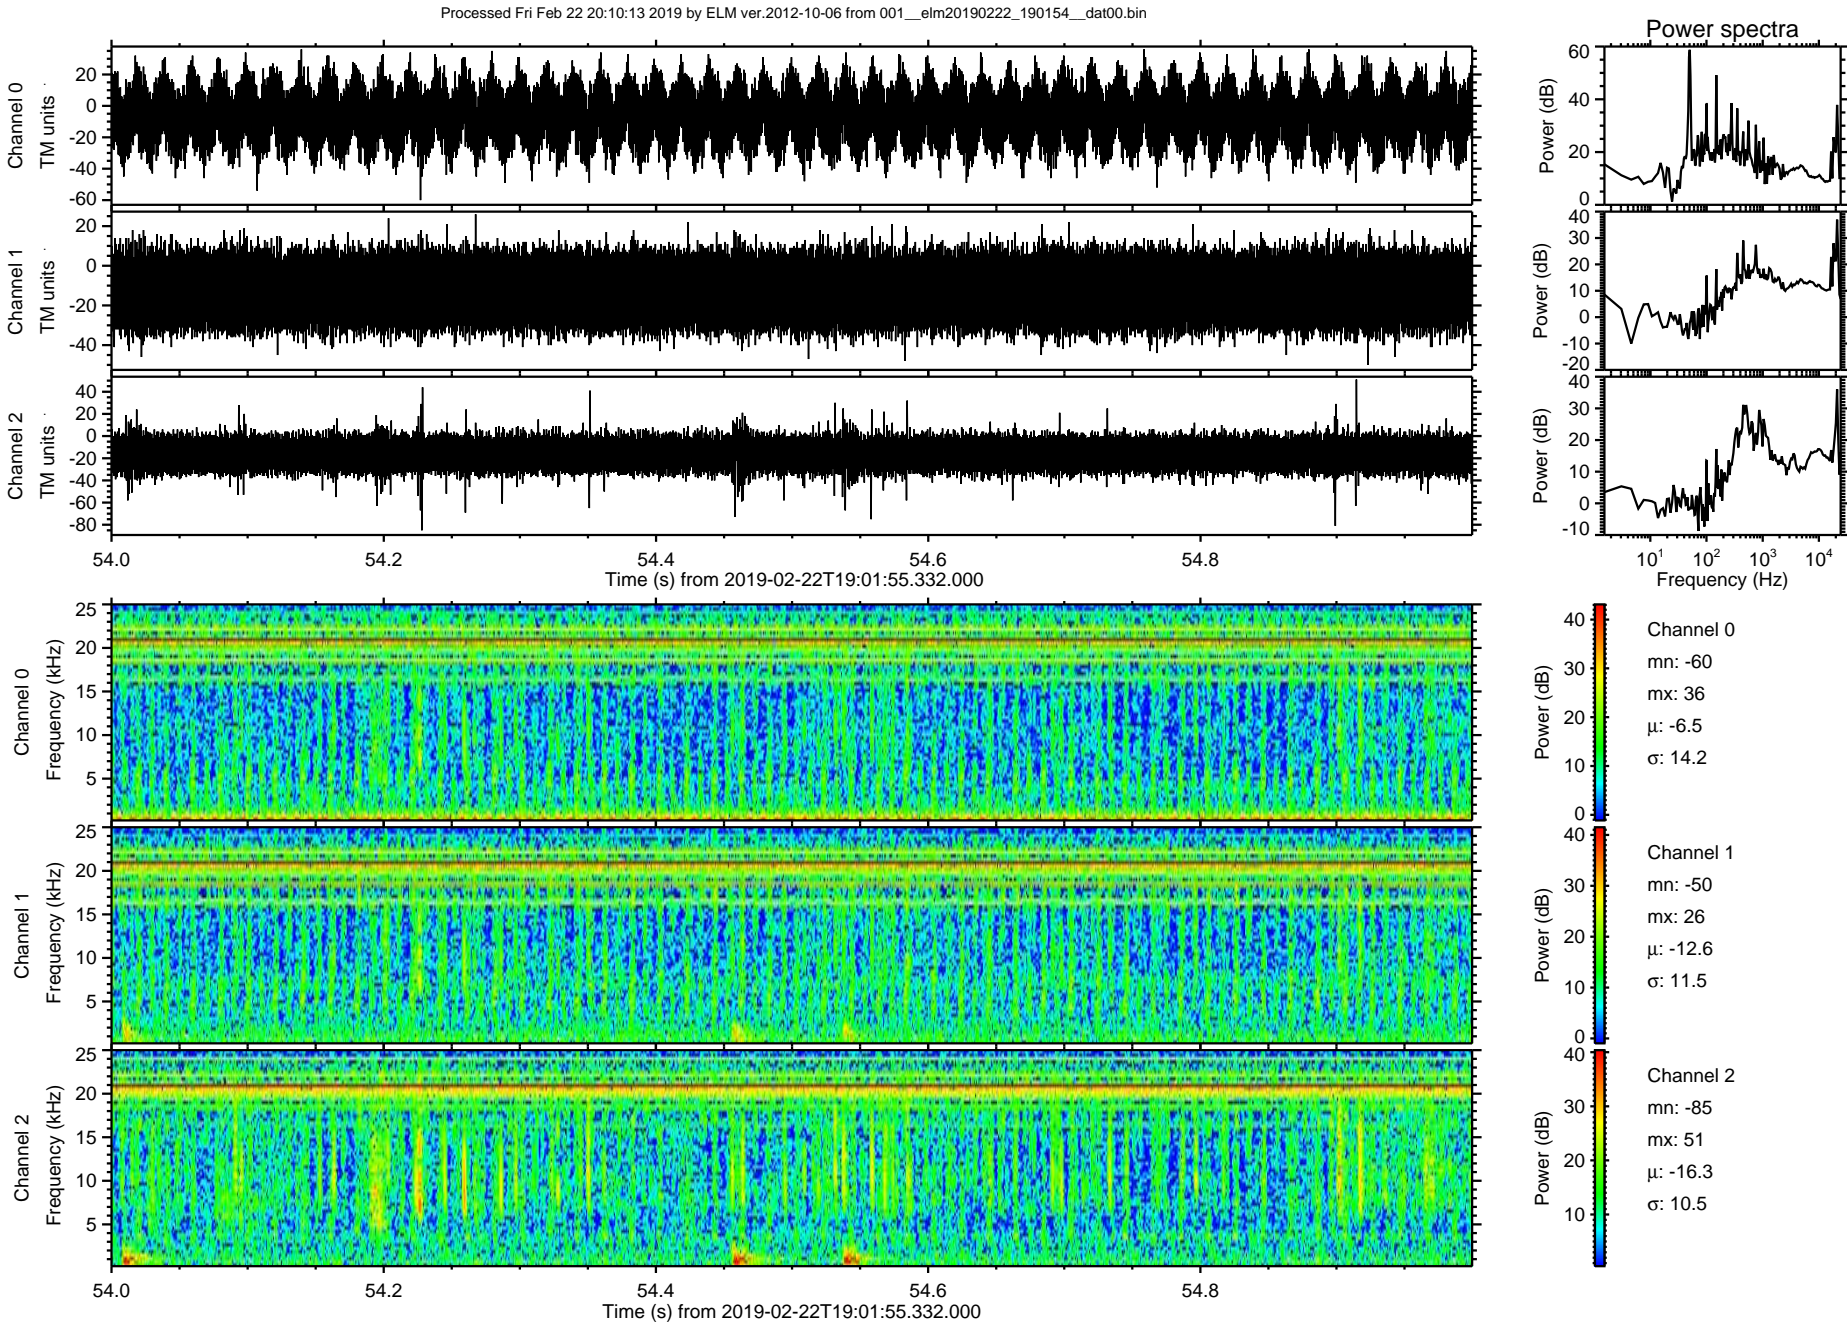 Processed Fri Feb 22 20:10:13 2019 by ELM ver.2012-10-06 from 001__elm20190222_190154__dat00.bin
Power spectra
Channel 0
TM units
20
0
-20
-40
-60
Power (dB)
60
40
20
0
Channel 1
TM units
20
0
-20
-40
Power (dB)
40
30
20
10
0
-10
-20
Channel 2
TM units
40
20
0
-20
-40
-60
-80
Power (dB)
40
30
20
10
0
-10
54.0 54.2 54.4 54.6 54.8
Time (s) from 2019-02-22T19:01:55.332.000
10^1 10^2 10^3 10^4
Frequency (Hz)
Channel 0
Frequency (kHz)
25
20
15
10
5
Power (dB)
40
30
20
10
0
Channel 0
mn: -60
mx: 36
μ: -6.5
σ: 14.2
Channel 1
Frequency (kHz)
25
20
15
10
5
Power (dB)
40
30
20
10
0
Channel 1
mn: -50
mx: 26
μ: -12.6
σ: 11.5
Channel 2
Frequency (kHz)
25
20
15
10
5
Power (dB)
40
30
20
10
Channel 2
mn: -85
mx: 51
μ: -16.3
σ: 10.5
54.0 54.2 54.4 54.6 54.8
Time (s) from 2019-02-22T19:01:55.332.000